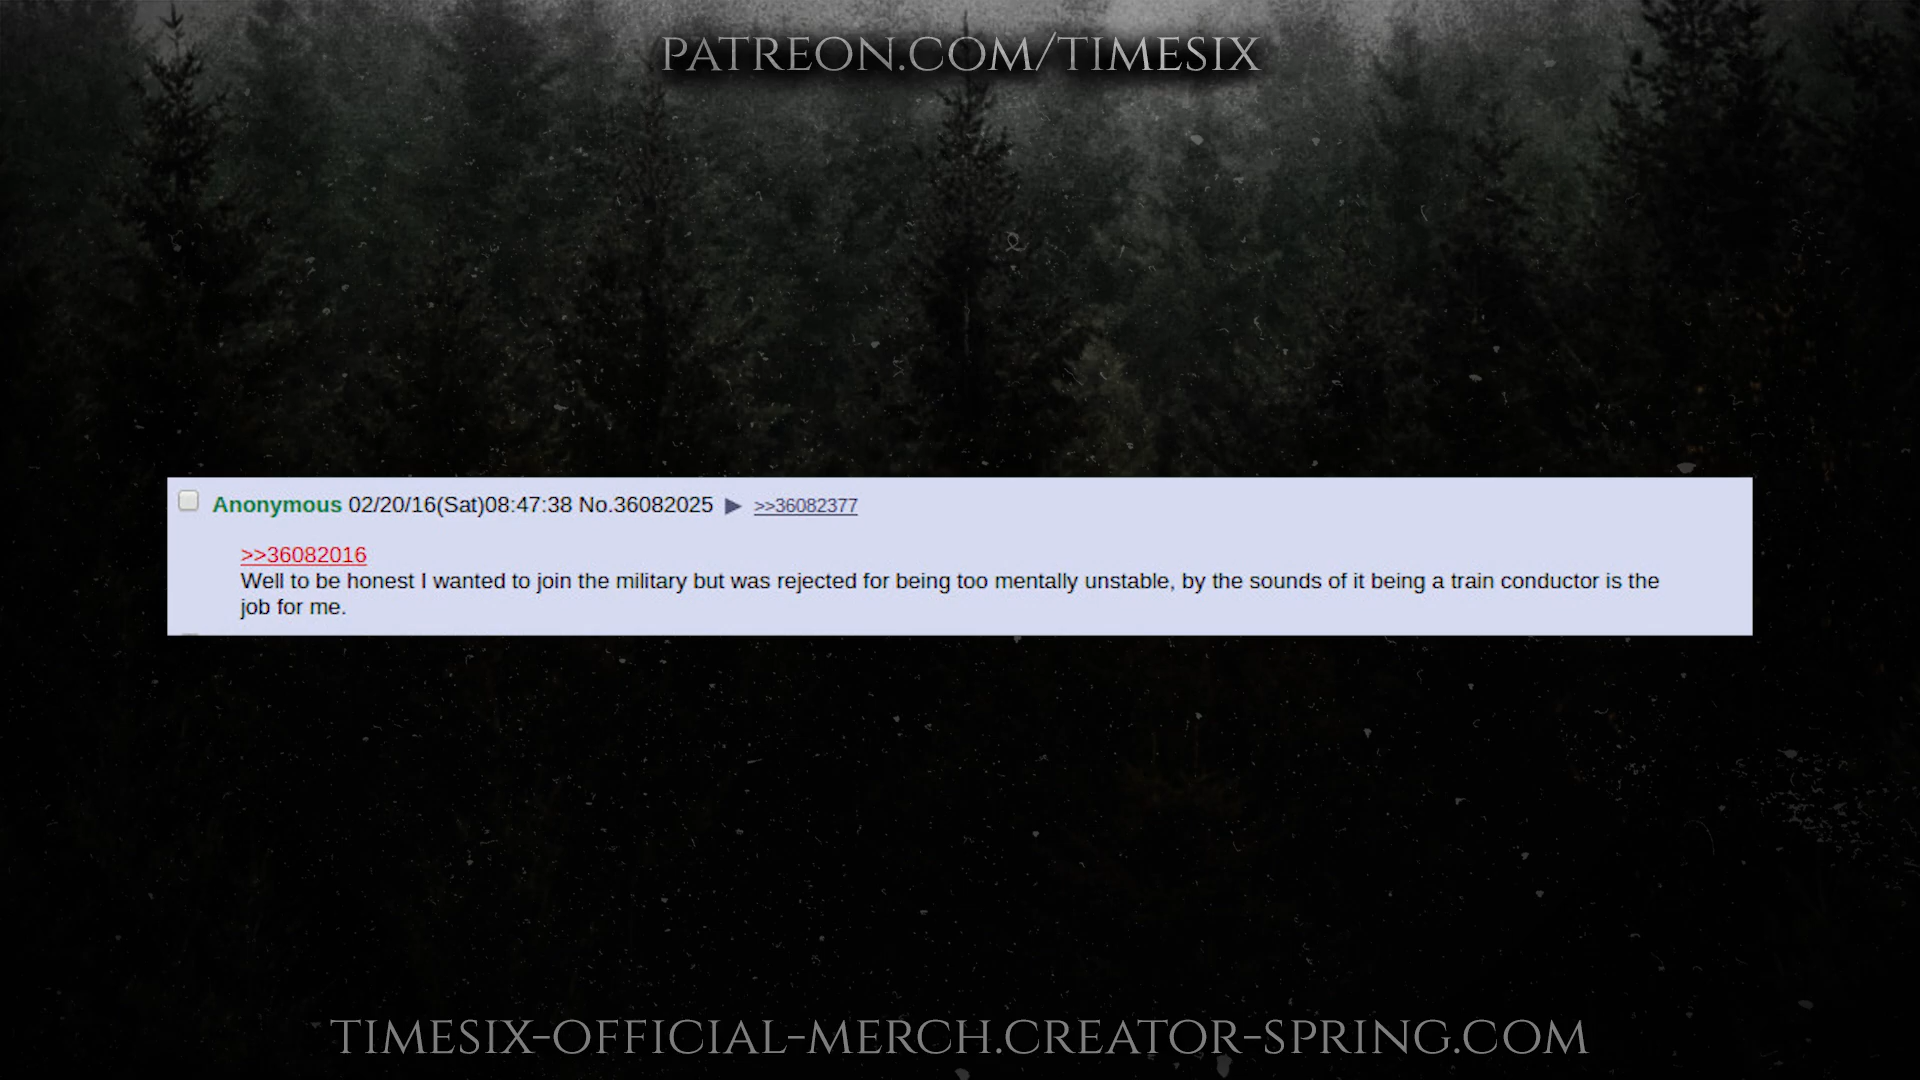 PATREON.COM/TIMESIX
Anonymous 02/20/16(Sat)08:47:38 No.36082025 ▶ >>36082377
>>36082016
Well to be honest I wanted to join the military but was rejected for being too mentally unstable, by the sounds of it being a train conductor is the
job for me.
TIMESIX-OFFICIAL-MERCH.CREATOR-SPRING.COM